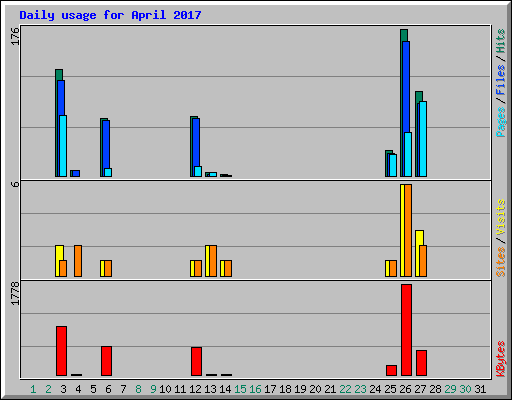 Daily usage for April 2017
176
Pages / Files / Hits
6
Sites / Visits
1778
KBytes
1 2 3 4 5 6 7 8 9 10 11 12 13 14 15 16 17 18 19 20 21 22 23 24 25 26 27 28 29 30 31